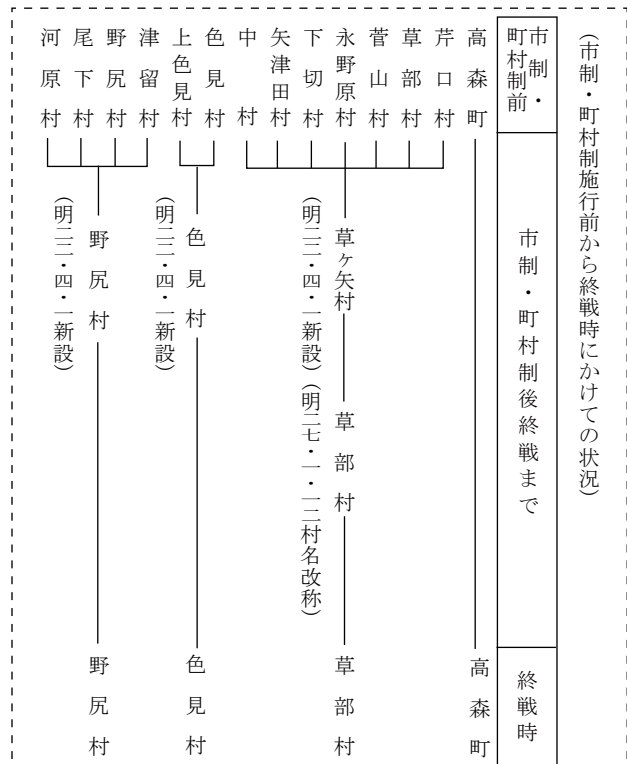 （市制・町村制施行前から終戦時にかけての状況）
市制・
町村制前
市制・町村制後終戦まで
終戦時
高森町
高森町
芹口村
草部村
菅山村
永野原村
下切村
矢津田村
中村
草ヶ矢村
（明二二・四・一新設）
草部村
（明二七・一・一二村名改称）
草部村
色見村
上色見村
色見村
（明二二・四・一新設）
色見村
津留村
野尻村
尾下村
河原村
野尻村
（明二二・四・一新設）
野尻村